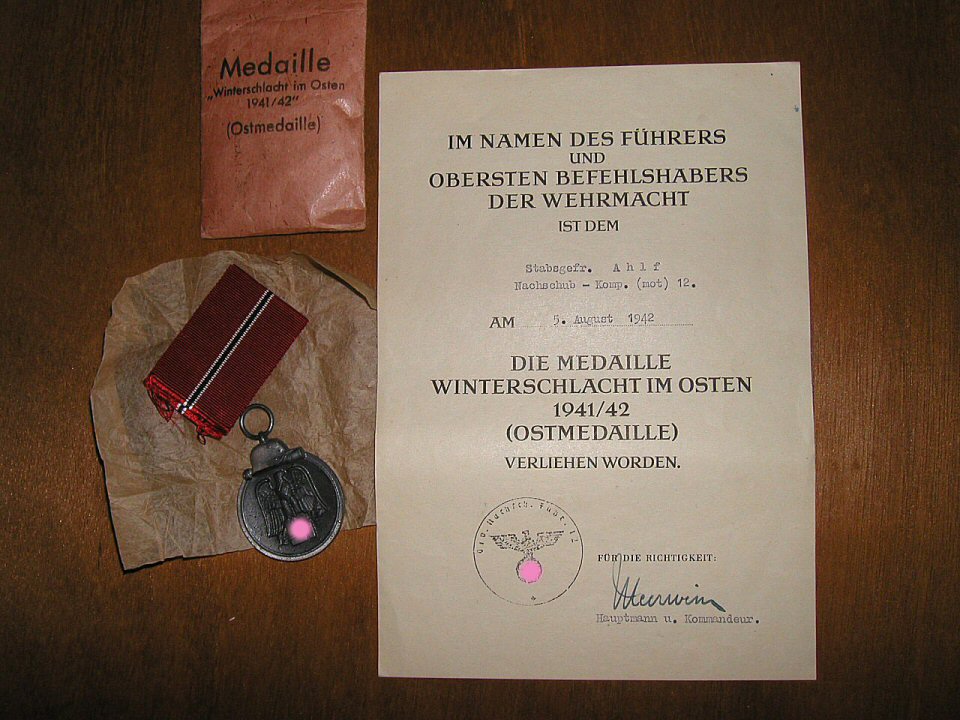 Medaille
„Winterschlacht im Osten
1941/42“
(Ostmedaille)
IM NAMEN DES FÜHRERS
UND
OBERSTEN BEFEHLSHABERS
DER WEHRMACHT
IST DEM
Stabsgefr. Ahlf
Nachschub - Komp. (mot) 12.
AM 5. August 1942
DIE MEDAILLE
WINTERSCHLACHT IM OSTEN
1941/42
(OSTMEDAILLE)
VERLIEHEN WORDEN.
FÜR DIE RICHTIGKEIT:
Hauptmann u. Kommandeur.